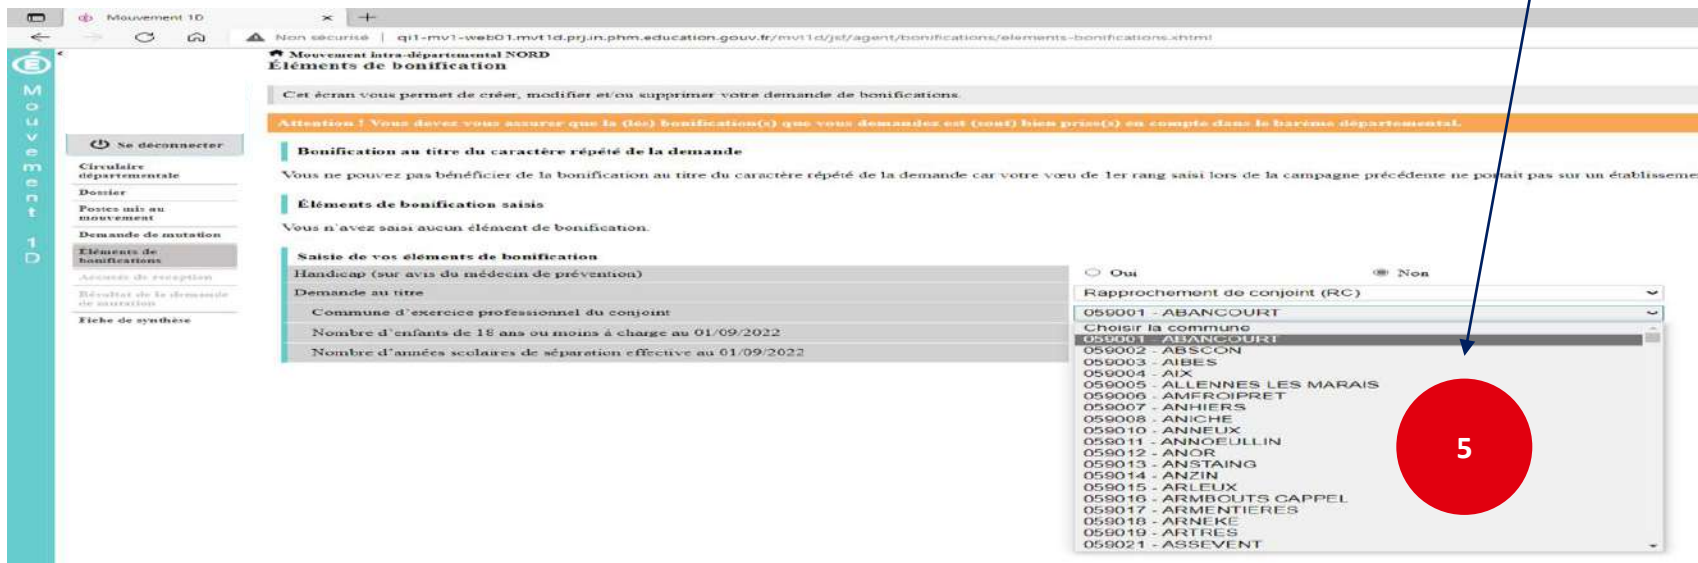 Mouvement 1D
Non sécurisé | qi1-mv1-web01.mvt1d.prj.in.phm.education.gouv.fr/mvt1d/jsf/agent/bonifications/elements-bonifications.xhtml
Mouvement 1D
Mouvement intra-départemental NORD
Éléments de bonification
Cet écran vous permet de créer, modifier et/ou supprimer votre demande de bonifications.
Attention ! Vous devez vous assurer que la (les) bonification(s) que vous demandez est (sont) bien prise(s) en compte dans le barème départemental.
Se déconnecter
Circulaire
départementale
Dossier
Postes mis au
mouvement
Demande de mutation
Eléments de
bonifications
Accusés de réception
Résultat de la demande
de mutation
Fiche de synthèse
Bonification au titre du caractère répété de la demande
Vous ne pouvez pas bénéficier de la bonification au titre du caractère répété de la demande car votre vœu de 1er rang saisi lors de la campagne précédente ne portait pas sur un établisseme
Éléments de bonification saisis
Vous n'avez saisi aucun élément de bonification.
Saisie de vos éléments de bonification
Handicap (sur avis du médecin de prévention) Oui Non
Demande au titre Rapprochement de conjoint (RC)
Commune d'exercice professionnel du conjoint 059001 - ABANCOURT
Nombre d'enfants de 18 ans ou moins à charge au 01/09/2022
Nombre d'années scolaires de séparation effective au 01/09/2022
Choisir la commune
059001 - ABANCOURT
059002 - ABSCON
059003 - AIBES
059004 - AIX
059005 - ALLENNES LES MARAIS
059006 - AMFROIPRET
059007 - ANHIERS
059008 - ANICHE
059010 - ANNEUX
059011 - ANNOEULLIN
059012 - ANOR
059013 - ANSTAING
059014 - ANZIN
059015 - ARLEUX
059016 - ARMBOUTS CAPPEL
059017 - ARMENTIERES
059018 - ARNEKE
059019 - ARTRES
059021 - ASSEVENT
5